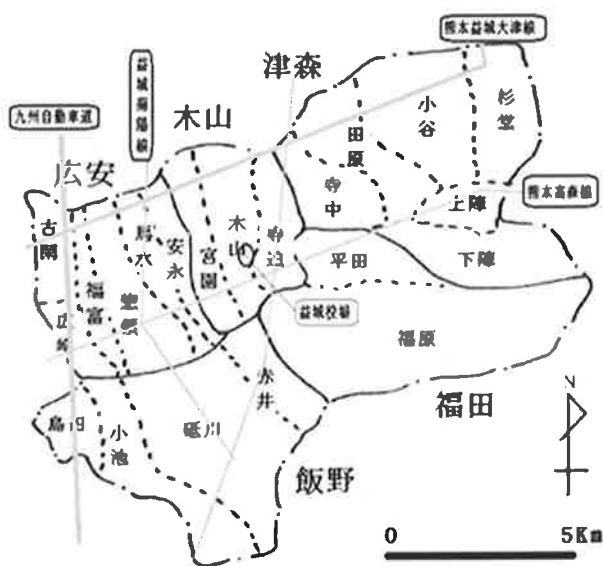 熊本益城大津線
益城菊陽線
九州自動車道
津森
木山
広安
小谷
杉堂
田原
寺中
上陣
熊本高森線
古閑
馬水
安永
木山
宮園
寺迫
平田
下陣
福富
惣領
広崎
益城役場
福原
赤井
福田
島田
小池
砥川
飯野
N
0
5Km